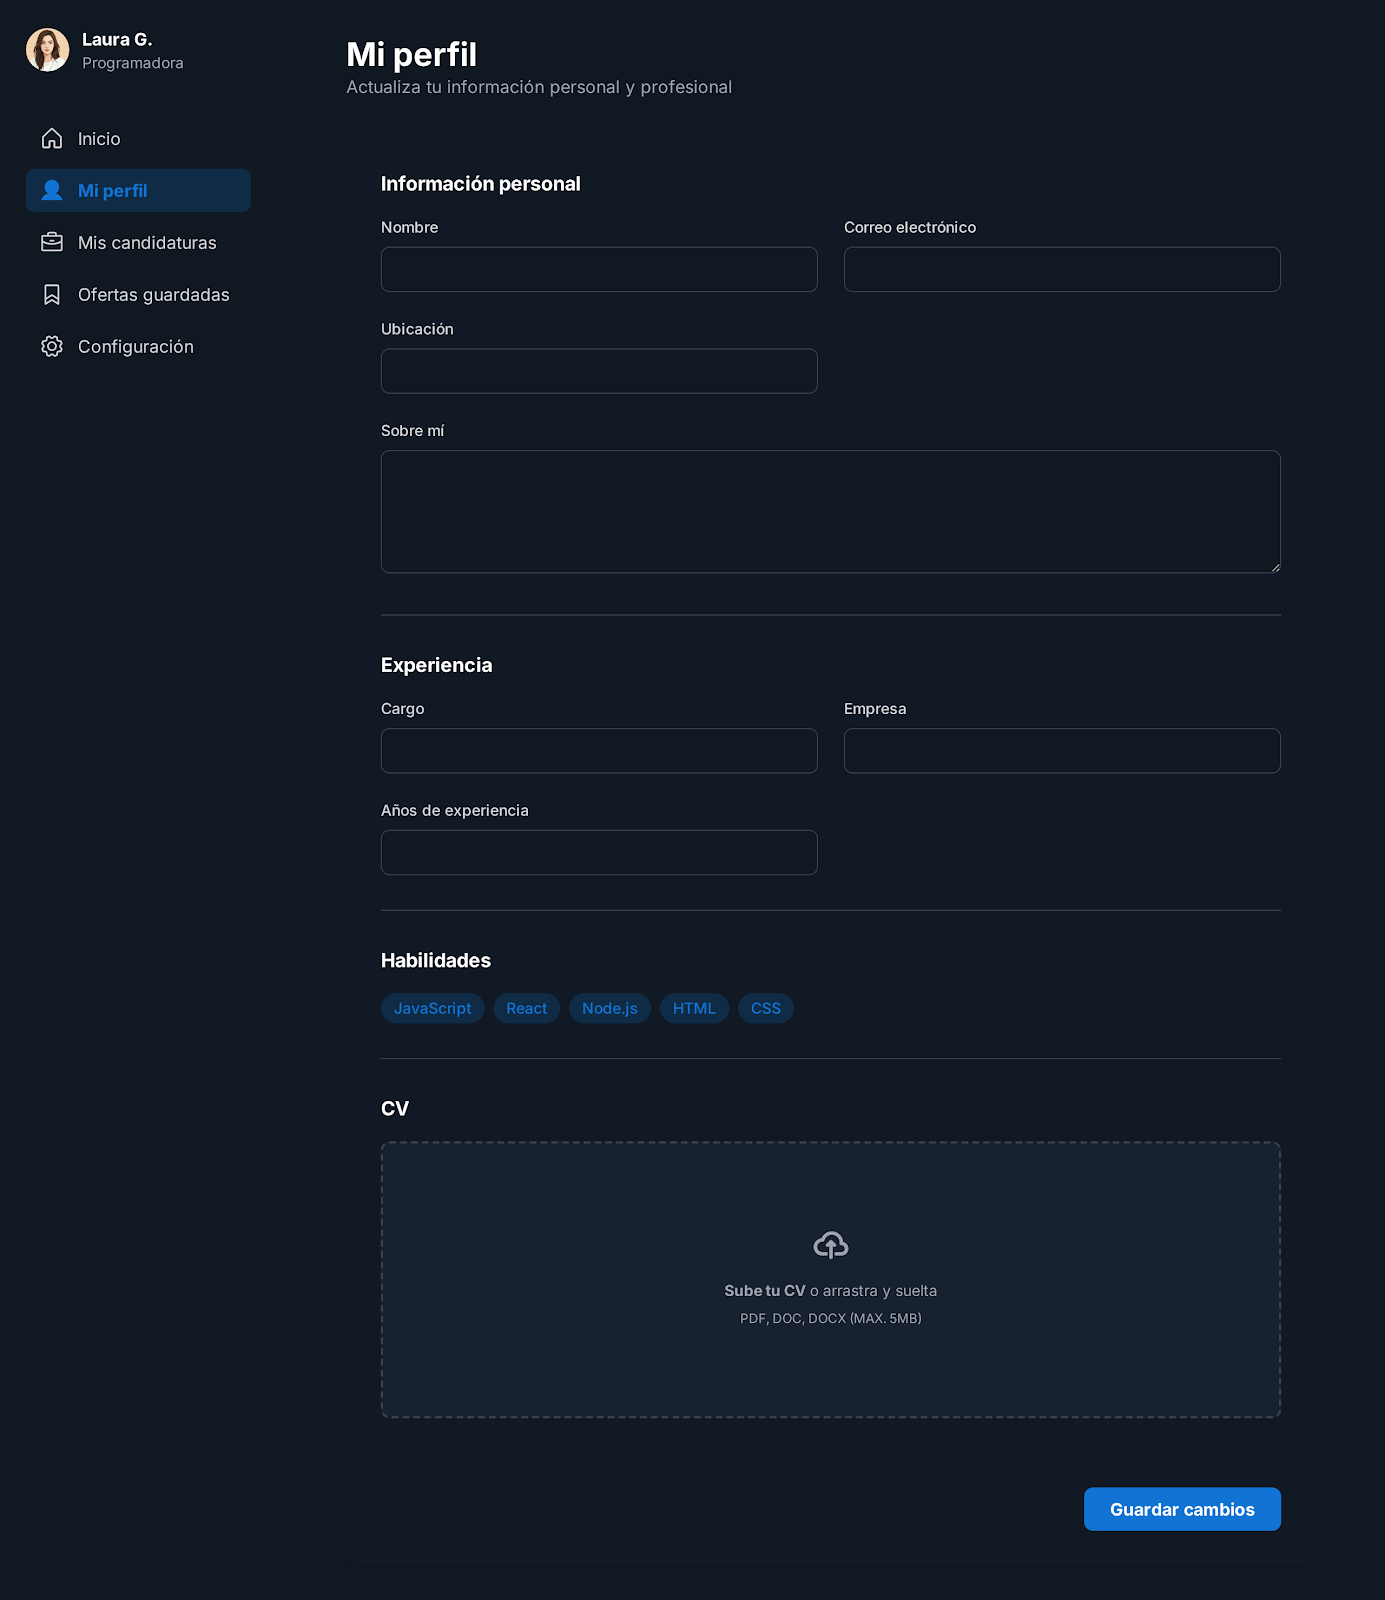 Laura G.
Programadora
Inicio
Mi perfil
Mis candidaturas
Ofertas guardadas
Configuración
Mi perfil
Actualiza tu información personal y profesional
Información personal
Nombre
Correo electrónico
Ubicación
Sobre mí
Experiencia
Cargo
Empresa
Años de experiencia
Habilidades
JavaScript React Node.js HTML CSS
CV
Sube tu CV o arrastra y suelta
PDF, DOC, DOCX (MAX. 5MB)
Guardar cambios